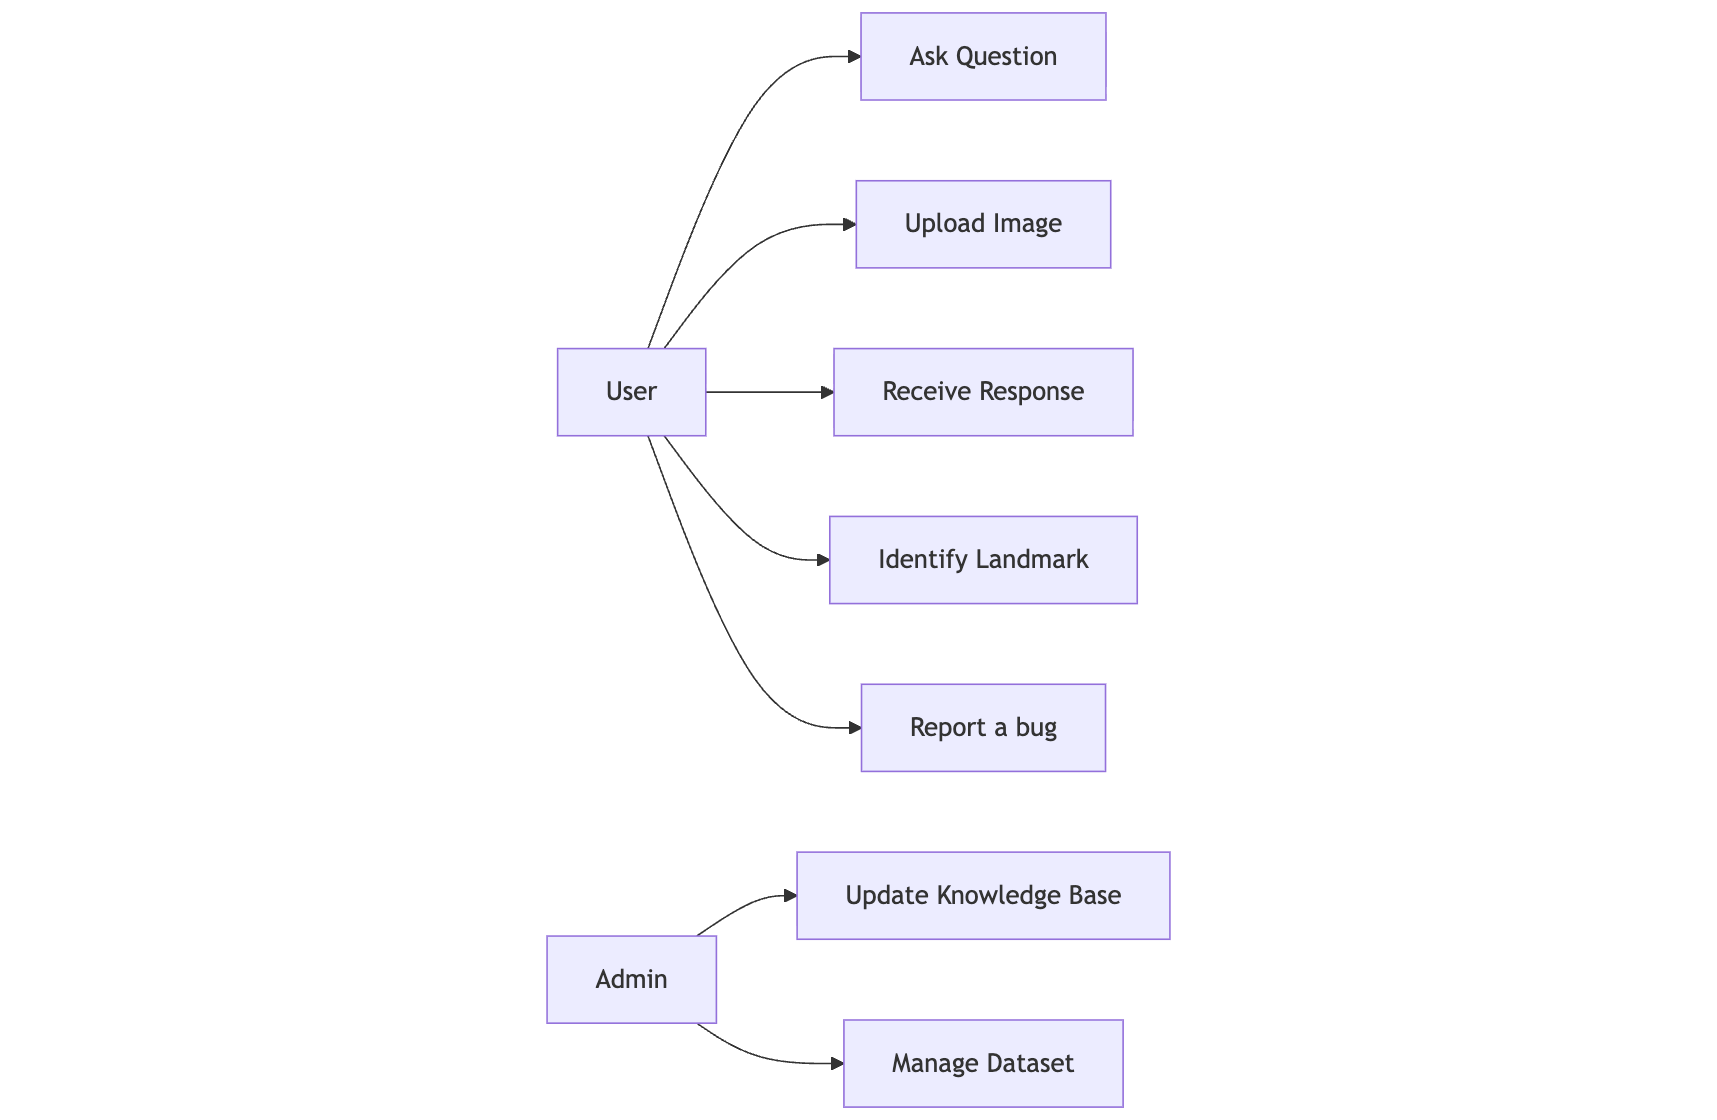 Ask Question
Upload Image
User
Receive Response
Identify Landmark
Report a bug
Update Knowledge Base
Admin
Manage Dataset